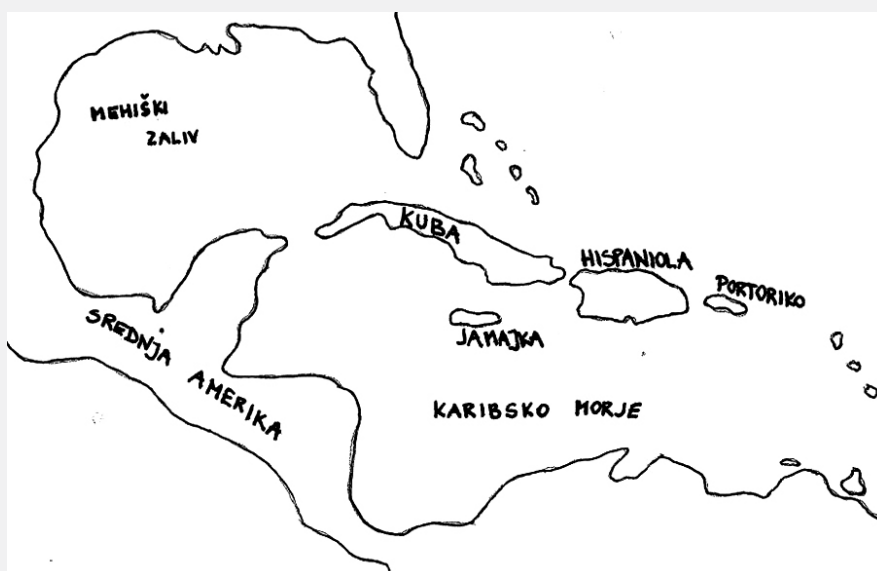 MEHIŠKI
ZALIV
KUBA
HISPANIOLA
PORTORIKO
JAMAJKA
SREDNJA AMERIKA
KARIBSKO MORJE